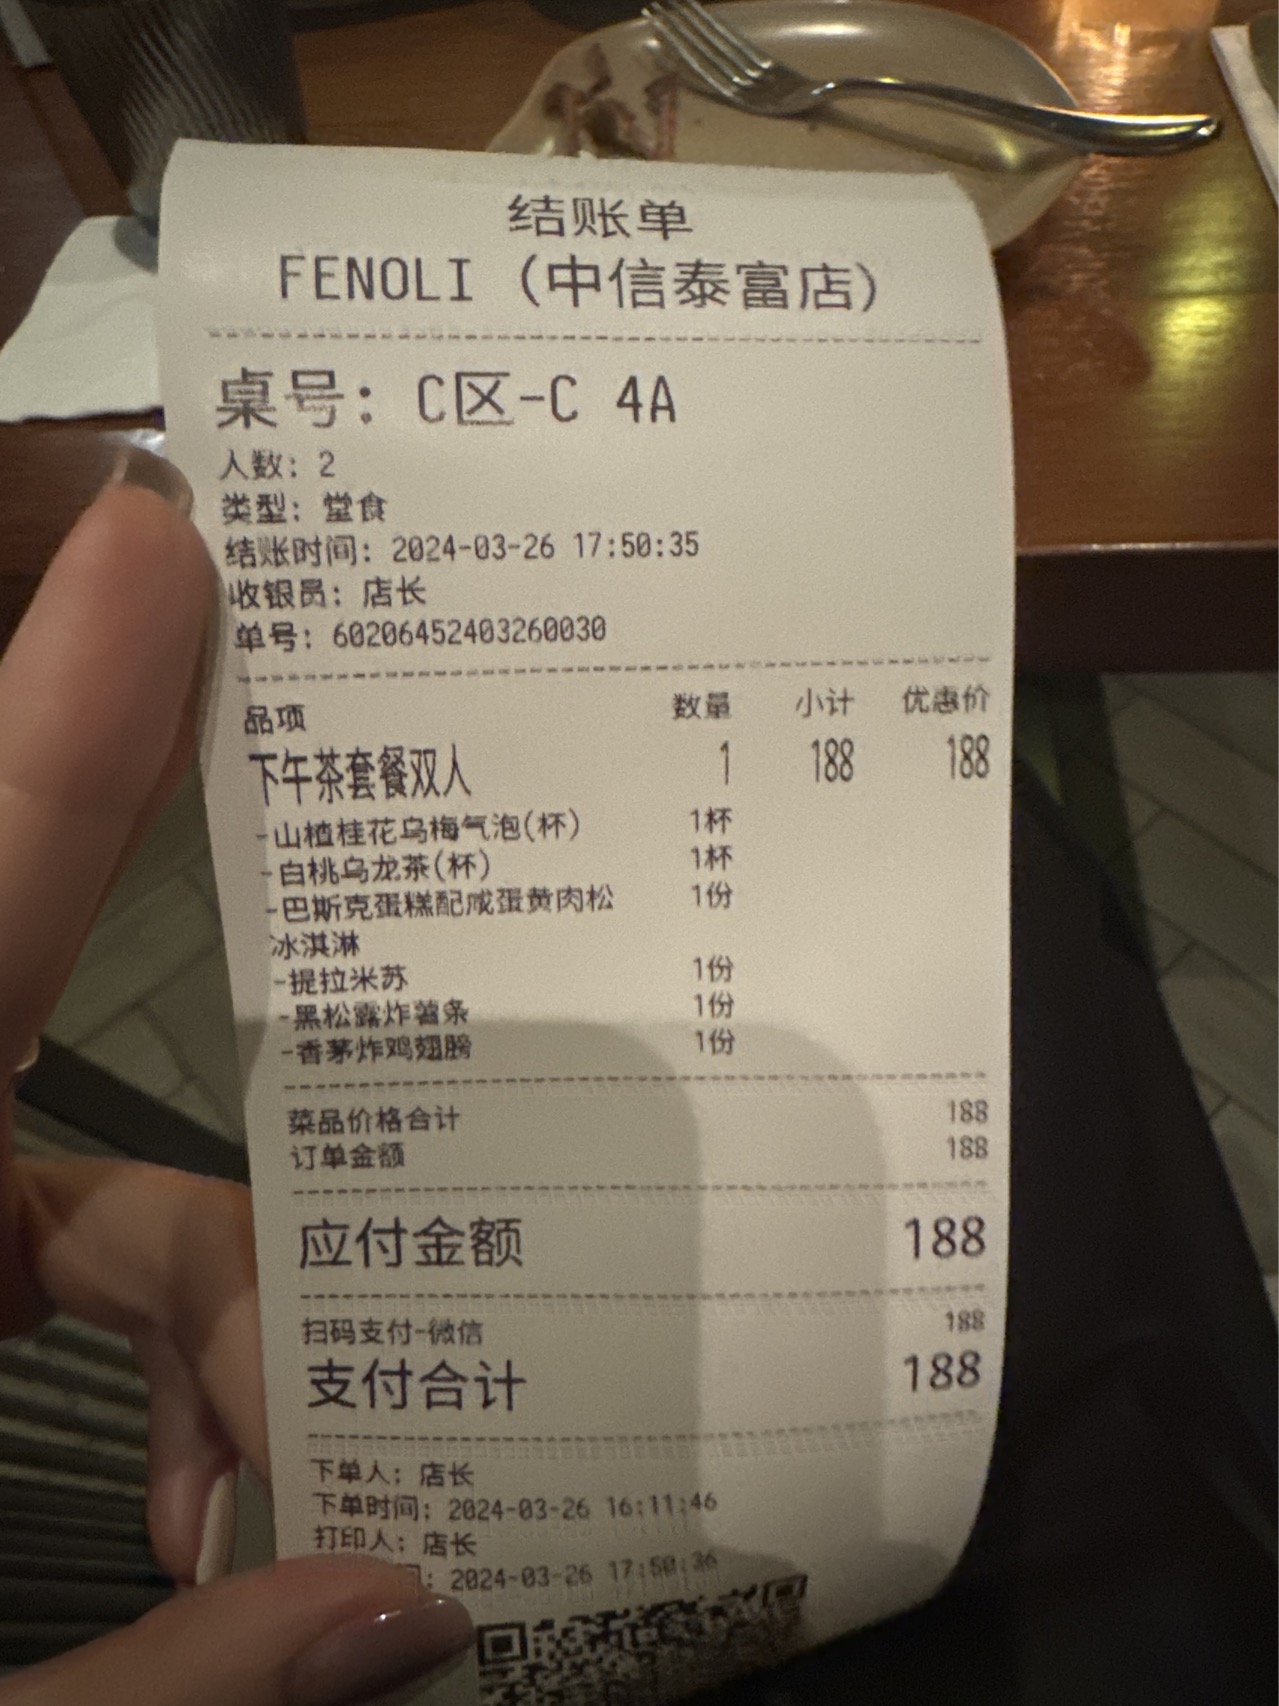 结账单
FENOLI (中信泰富店)
桌号: C区-C 4A
人数: 2
类型: 堂食
结账时间: 2024-03-26 17:50:35
收银员: 店长
单号: 60206452403260030
品项 数量 小计 优惠价
下午茶套餐双人 1 188 188
-山楂桂花乌梅气泡(杯) 1杯
-白桃乌龙茶(杯) 1杯
-巴斯克蛋糕配咸蛋黄肉松 1份
冰淇淋
-提拉米苏 1份
-黑松露炸薯条 1份
-香茅炸鸡翅膀 1份
菜品价格合计 188
订单金额 188
应付金额 188
扫码支付-微信 188
支付合计 188
下单人: 店长
下单时间: 2024-03-26 16:11:46
打印人: 店长
: 2024-03-26 17:50:36